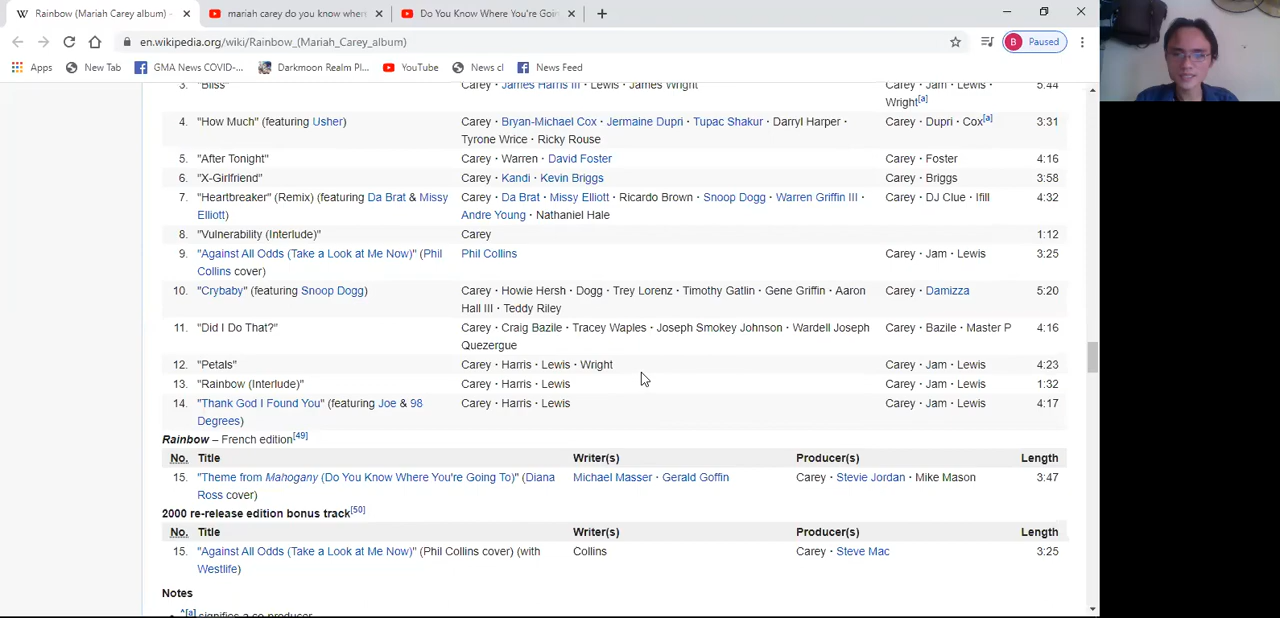 Rainbow (Mariah Carey album) -
mariah carey do you know where
Do You Know Where You're Goin
en.wikipedia.org/wiki/Rainbow_(Mariah_Carey_album)
B Paused
Apps New Tab GMA News COVID-... Darkmoon Realm Pl... YouTube News Feed
3. "Bliss" Carey · James Harris III · Lewis · James Wright Carey · Jam · Lewis · 5:44
Wright[a]
4. "How Much" (featuring Usher) Carey · Bryan-Michael Cox · Jermaine Dupri · Tupac Shakur · Darryl Harper · Carey · Dupri · Cox[a] 3:31
Tyrone Wrice · Ricky Rouse
5. "After Tonight" Carey · Warren · David Foster Carey · Foster 4:16
6. "X-Girlfriend" Carey · Kandi · Kevin Briggs Carey · Briggs 3:58
7. "Heartbreaker" (Remix) (featuring Da Brat & Missy Carey · Da Brat · Missy Elliott · Ricardo Brown · Snoop Dogg · Warren Griffin III · Carey · DJ Clue · Ifill 4:32
Elliott) Andre Young · Nathaniel Hale
8. "Vulnerability (Interlude)" Carey 1:12
9. "Against All Odds (Take a Look at Me Now)" (Phil Phil Collins Carey · Jam · Lewis 3:25
Collins cover)
10. "Crybaby" (featuring Snoop Dogg) Carey · Howie Hersh · Dogg · Trey Lorenz · Timothy Gatlin · Gene Griffin · Aaron Carey · Damizza 5:20
Hall III · Teddy Riley
11. "Did I Do That?" Carey · Craig Bazile · Tracey Waples · Joseph Smokey Johnson · Wardell Joseph Carey · Bazile · Master P 4:16
Quezergue
12. "Petals" Carey · Harris · Lewis · Wright Carey · Jam · Lewis 4:23
13. "Rainbow (Interlude)" Carey · Harris · Lewis Carey · Jam · Lewis 1:32
14. "Thank God I Found You" (featuring Joe & 98 Carey · Harris · Lewis Carey · Jam · Lewis 4:17
Degrees)
Rainbow – French edition[49]
No. Title Writer(s) Producer(s) Length
15. "Theme from Mahogany (Do You Know Where You're Going To)" (Diana Michael Masser · Gerald Goffin Carey · Stevie Jordan · Mike Mason 3:47
Ross cover)
2000 re-release edition bonus track[50]
No. Title Writer(s) Producer(s) Length
15. "Against All Odds (Take a Look at Me Now)" (Phil Collins cover) (with Collins Carey · Steve Mac 3:25
Westlife)
Notes
^[a] signifies a co-producer